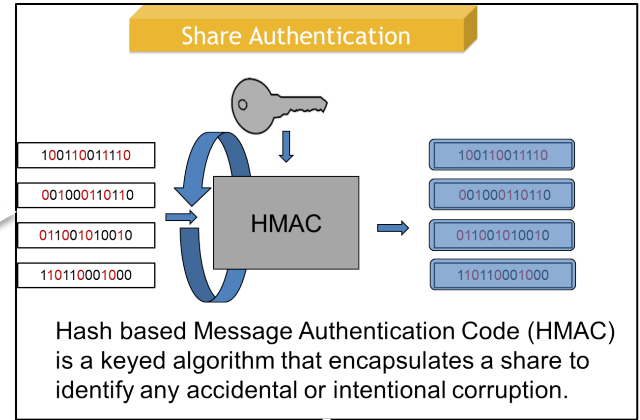 Share Authentication
100110011110
100110011110
001000110110
001000110110
HMAC
011001010010
011001010010
110110001000
110110001000
Hash based Message Authentication Code (HMAC)
is a keyed algorithm that encapsulates a share to
identify any accidental or intentional corruption.